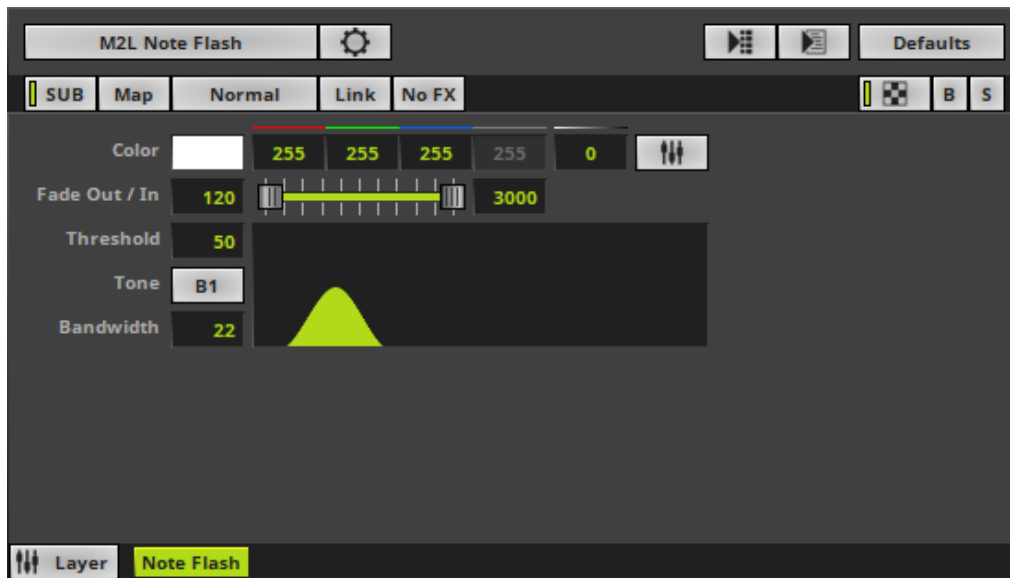 M2L Note Flash Defaults
SUB Map Normal Link No FX B S
Color 255 255 255 255 0
Fade Out / In 120 3000
Threshold 50
Tone B1
Bandwidth 22
Layer Note Flash